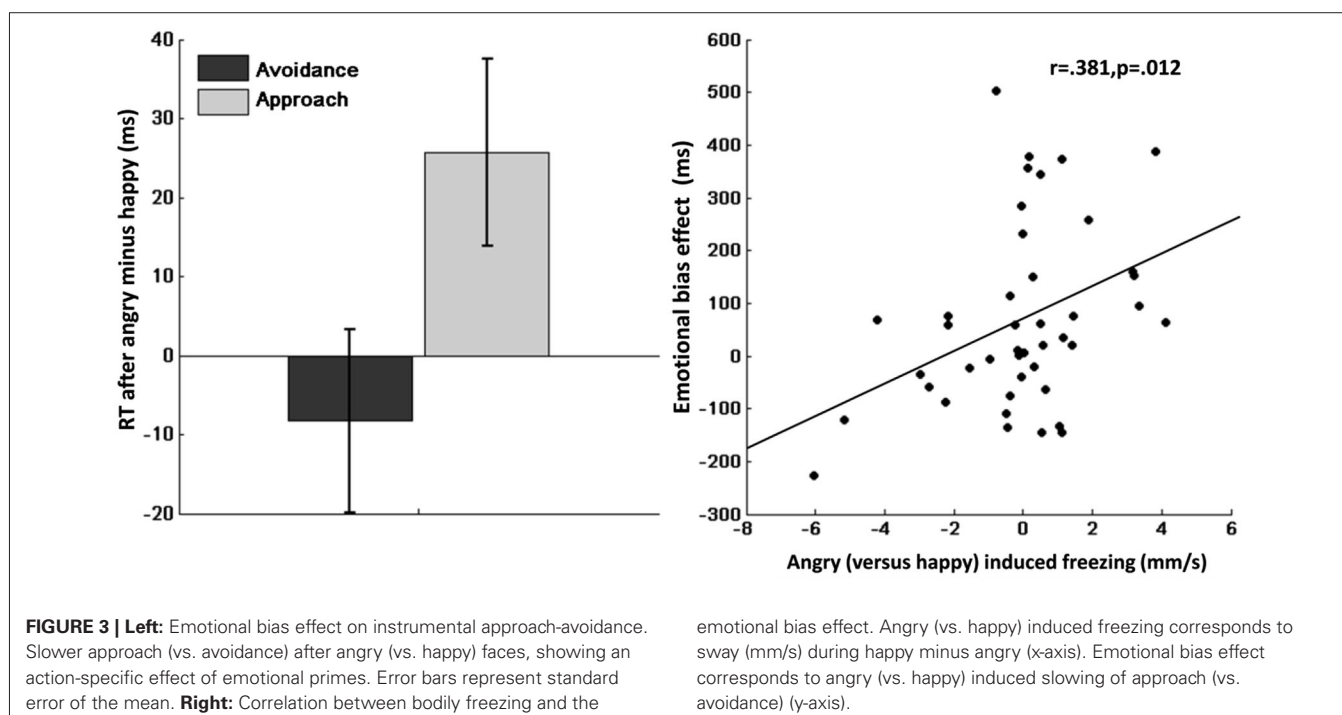 40
30
20
10
0
-10
-20
RT after angry minus happy (ms)
Avoidance
Approach
600
500
400
300
200
100
0
-100
-200
-300
Emotional bias effect (ms)
r=.381,p=.012
-8
-6
-4
-2
0
2
4
6
Angry (versus happy) induced freezing (mm/s)
FIGURE 3 | Left: Emotional bias effect on instrumental approach-avoidance.
Slower approach (vs. avoidance) after angry (vs. happy) faces, showing an
action-specific effect of emotional primes. Error bars represent standard
error of the mean. Right: Correlation between bodily freezing and the
emotional bias effect. Angry (vs. happy) induced freezing corresponds to
sway (mm/s) during happy minus angry (x-axis). Emotional bias effect
corresponds to angry (vs. happy) induced slowing of approach (vs.
avoidance) (y-axis).